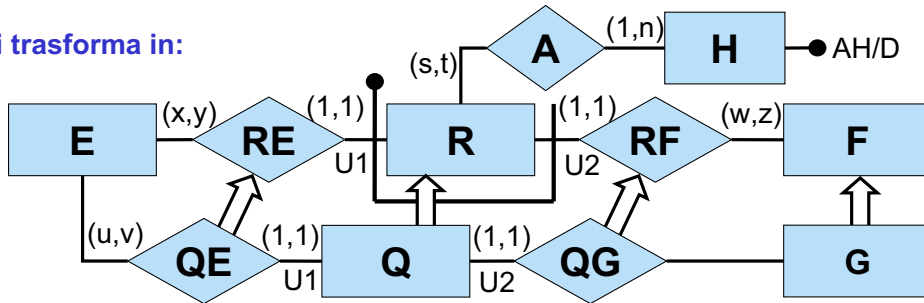 i trasforma in:
A
(1,n)
H
AH/D
(s,t)
E
(x,y)
RE
(1,1)
U1
R
(1,1)
U2
RF
(w,z)
F
(u,v)
QE
(1,1)
U1
Q
(1,1)
U2
QG
G